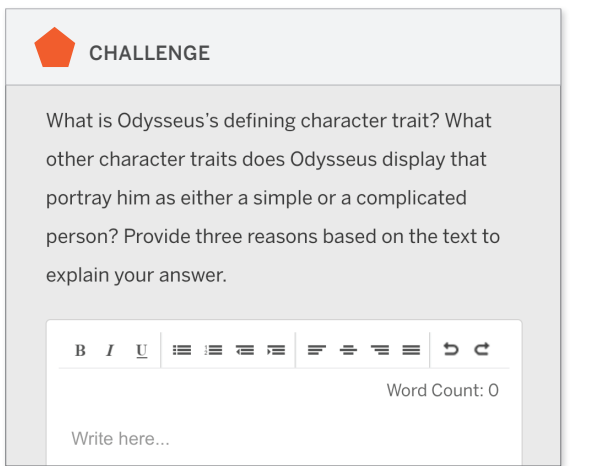 CHALLENGE
What is Odysseus’s defining character trait? What
other character traits does Odysseus display that
portray him as either a simple or a complicated
person? Provide three reasons based on the text to
explain your answer.
B I U
Word Count: 0
Write here...